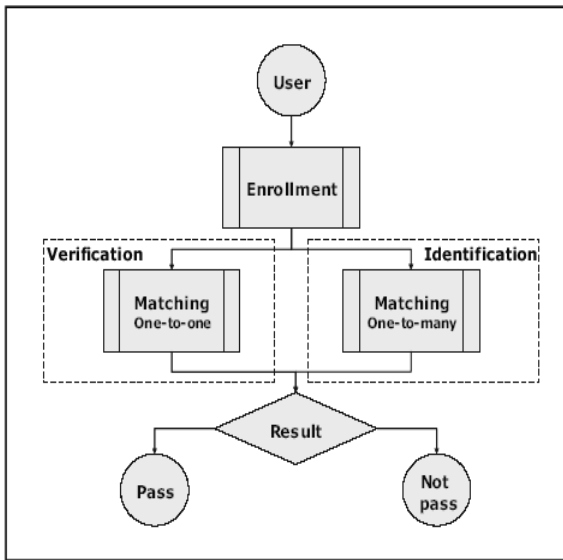 User
Enrollment
Verification
Identification
Matching
One-to-one
Matching
One-to-many
Result
Pass
Not
pass